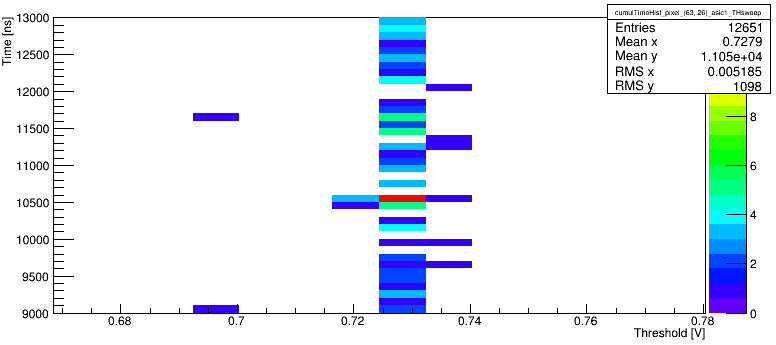 cumulTimeHist_pixel_(63, 26)_asic1_THsweep
Entries 12651
Mean x 0.7279
Mean y 1.105e+04
RMS x 0.005185
RMS y 1098
Time [ns]
13000
12500
12000
11500
11000
10500
10000
9500
9000
8
6
4
2
0
0.68
0.7
0.72
0.74
0.76
0.78
Threshold [V]